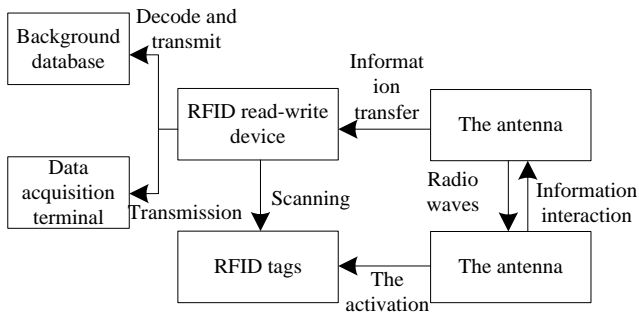 Decode and
transmit
Background
database
Informat
ion
transfer
RFID read-write
device
The antenna
Data
acquisition
terminal
Transmission
Scanning
Radio
waves
Information
interaction
RFID tags
The
activation
The antenna